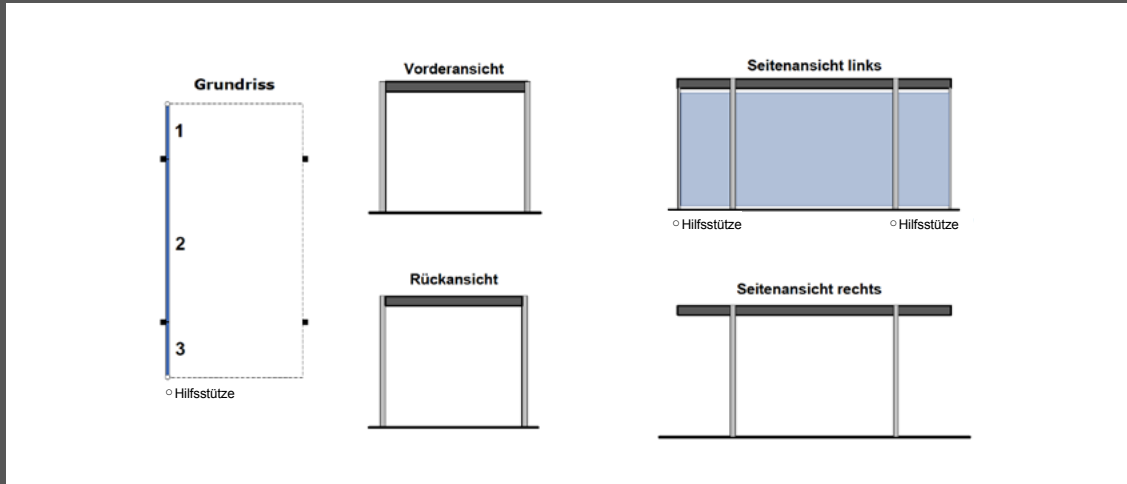 Grundriss
1
2
3
○ Hilfsstütze
Vorderansicht
Rückansicht
Seitenansicht links
○ Hilfsstütze ○ Hilfsstütze
Seitenansicht rechts